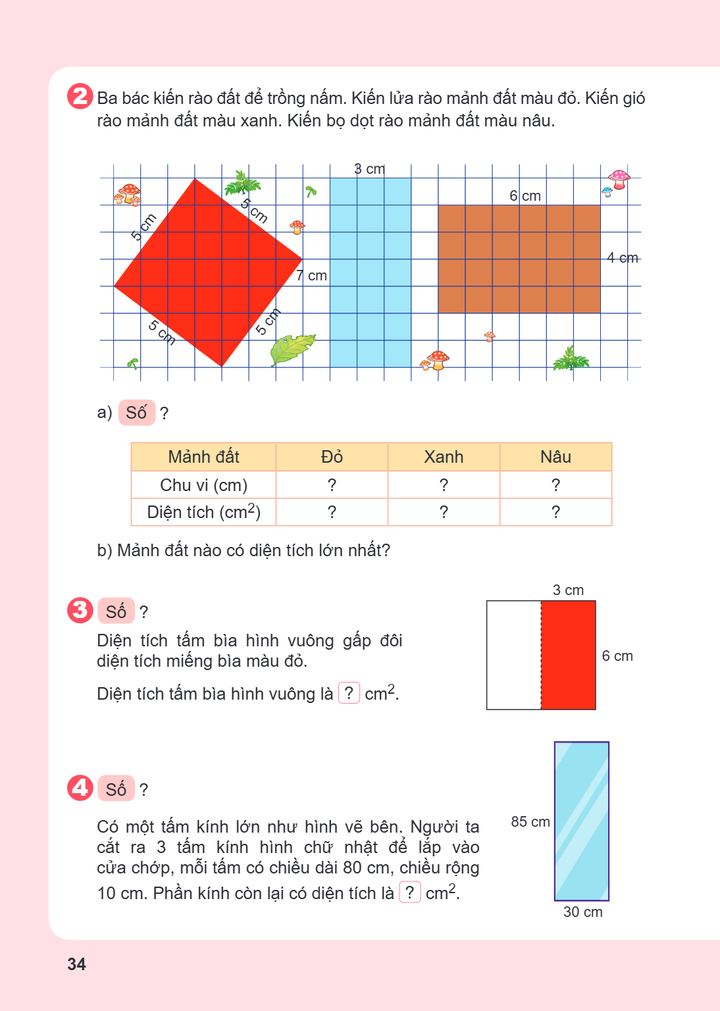 2 Ba bác kiến rào đất để trồng nấm. Kiến lửa rào mảnh đất màu đỏ. Kiến gió
rào mảnh đất màu xanh. Kiến bọ dọt rào mảnh đất màu nâu.
3 cm
6 cm
5 cm
5 cm
4 cm
7 cm
5 cm
5 cm
a) Số ?
Mảnh đất Đỏ Xanh Nâu
Chu vi (cm) ? ? ?
Diện tích (cm²) ? ? ?
b) Mảnh đất nào có diện tích lớn nhất?
3 Số ?
Diện tích tấm bìa hình vuông gấp đôi
diện tích miếng bìa màu đỏ.
Diện tích tấm bìa hình vuông là ? cm².
3 cm
6 cm
4 Số ?
Có một tấm kính lớn như hình vẽ bên. Người ta
cắt ra 3 tấm kính hình chữ nhật để lắp vào
cửa chớp, mỗi tấm có chiều dài 80 cm, chiều rộng
10 cm. Phần kính còn lại có diện tích là ? cm².
85 cm
30 cm
34